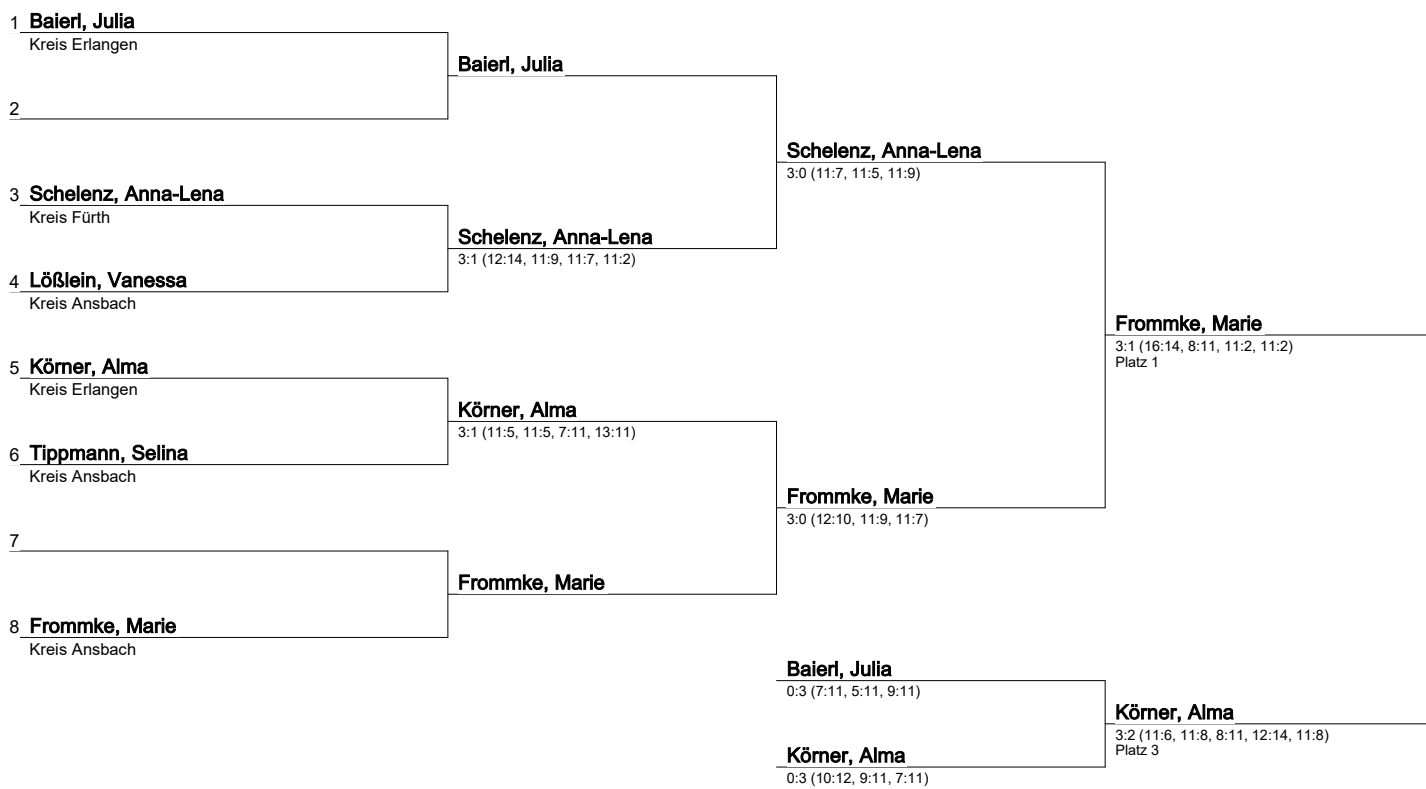 1 Baierl, Julia
Kreis Erlangen
Baierl, Julia
2
Schelenz, Anna-Lena
3:0 (11:7, 11:5, 11:9)
3 Schelenz, Anna-Lena
Kreis Fürth
Schelenz, Anna-Lena
3:1 (12:14, 11:9, 11:7, 11:2)
4 Lößlein, Vanessa
Kreis Ansbach
Frommke, Marie
3:1 (16:14, 8:11, 11:2, 11:2)
Platz 1
5 Körner, Alma
Kreis Erlangen
Körner, Alma
3:1 (11:5, 11:5, 7:11, 13:11)
6 Tippmann, Selina
Kreis Ansbach
Frommke, Marie
3:0 (12:10, 11:9, 11:7)
7
Frommke, Marie
8 Frommke, Marie
Kreis Ansbach
Baierl, Julia
0:3 (7:11, 5:11, 9:11)
Körner, Alma
3:2 (11:6, 11:8, 8:11, 12:14, 11:8)
Platz 3
Körner, Alma
0:3 (10:12, 9:11, 7:11)